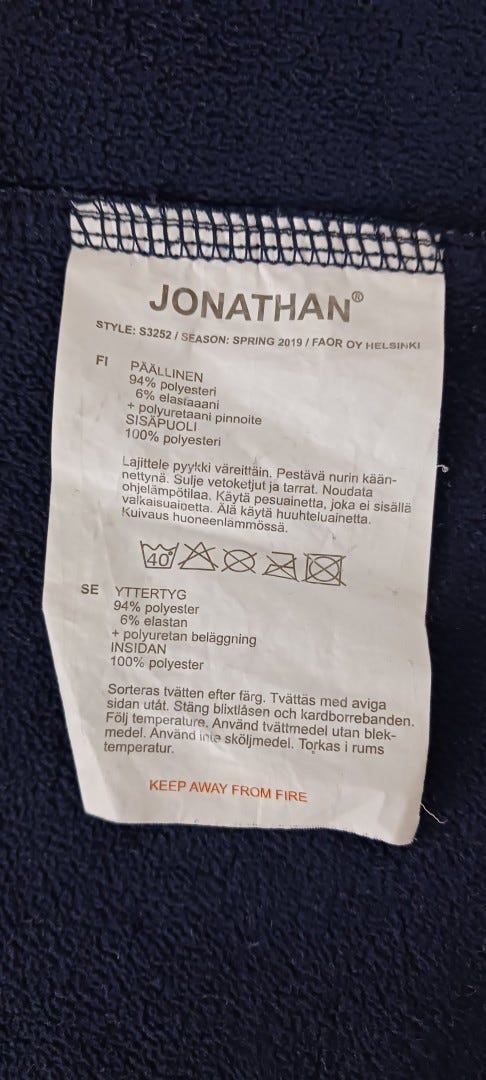 JONATHAN®
STYLE: S3252 / SEASON: SPRING 2019 / FAOR OY HELSINKI
FI PÄÄLLINEN
94% polyesteri
6% elastaaani
+ polyuretaani pinnoite
SISÄPUOLI
100% polyesteri
Lajittele pyykki väreittäin. Pestävä nurin kään-
nettynä. Sulje vetoketjut ja tarrat. Noudata
ohjelämpötilaa. Käytä pesuainetta, joka ei sisällä
valkaisuainetta. Älä käytä huuhteluainetta.
Kuivaus huoneenlämmössä.
40°
SE YTTERTYG
94% polyester
6% elastan
+ polyuretan beläggning
INSIDAN
100% polyester
Sorteras tvätten efter färg. Tvättäs med aviga
sidan utåt. Stäng blixtlåsen och kardborrebanden.
Följ temperature. Använd tvättmedel utan blek-
medel. Använd inte sköljmedel. Torkas i rums
temperatur.
KEEP AWAY FROM FIRE